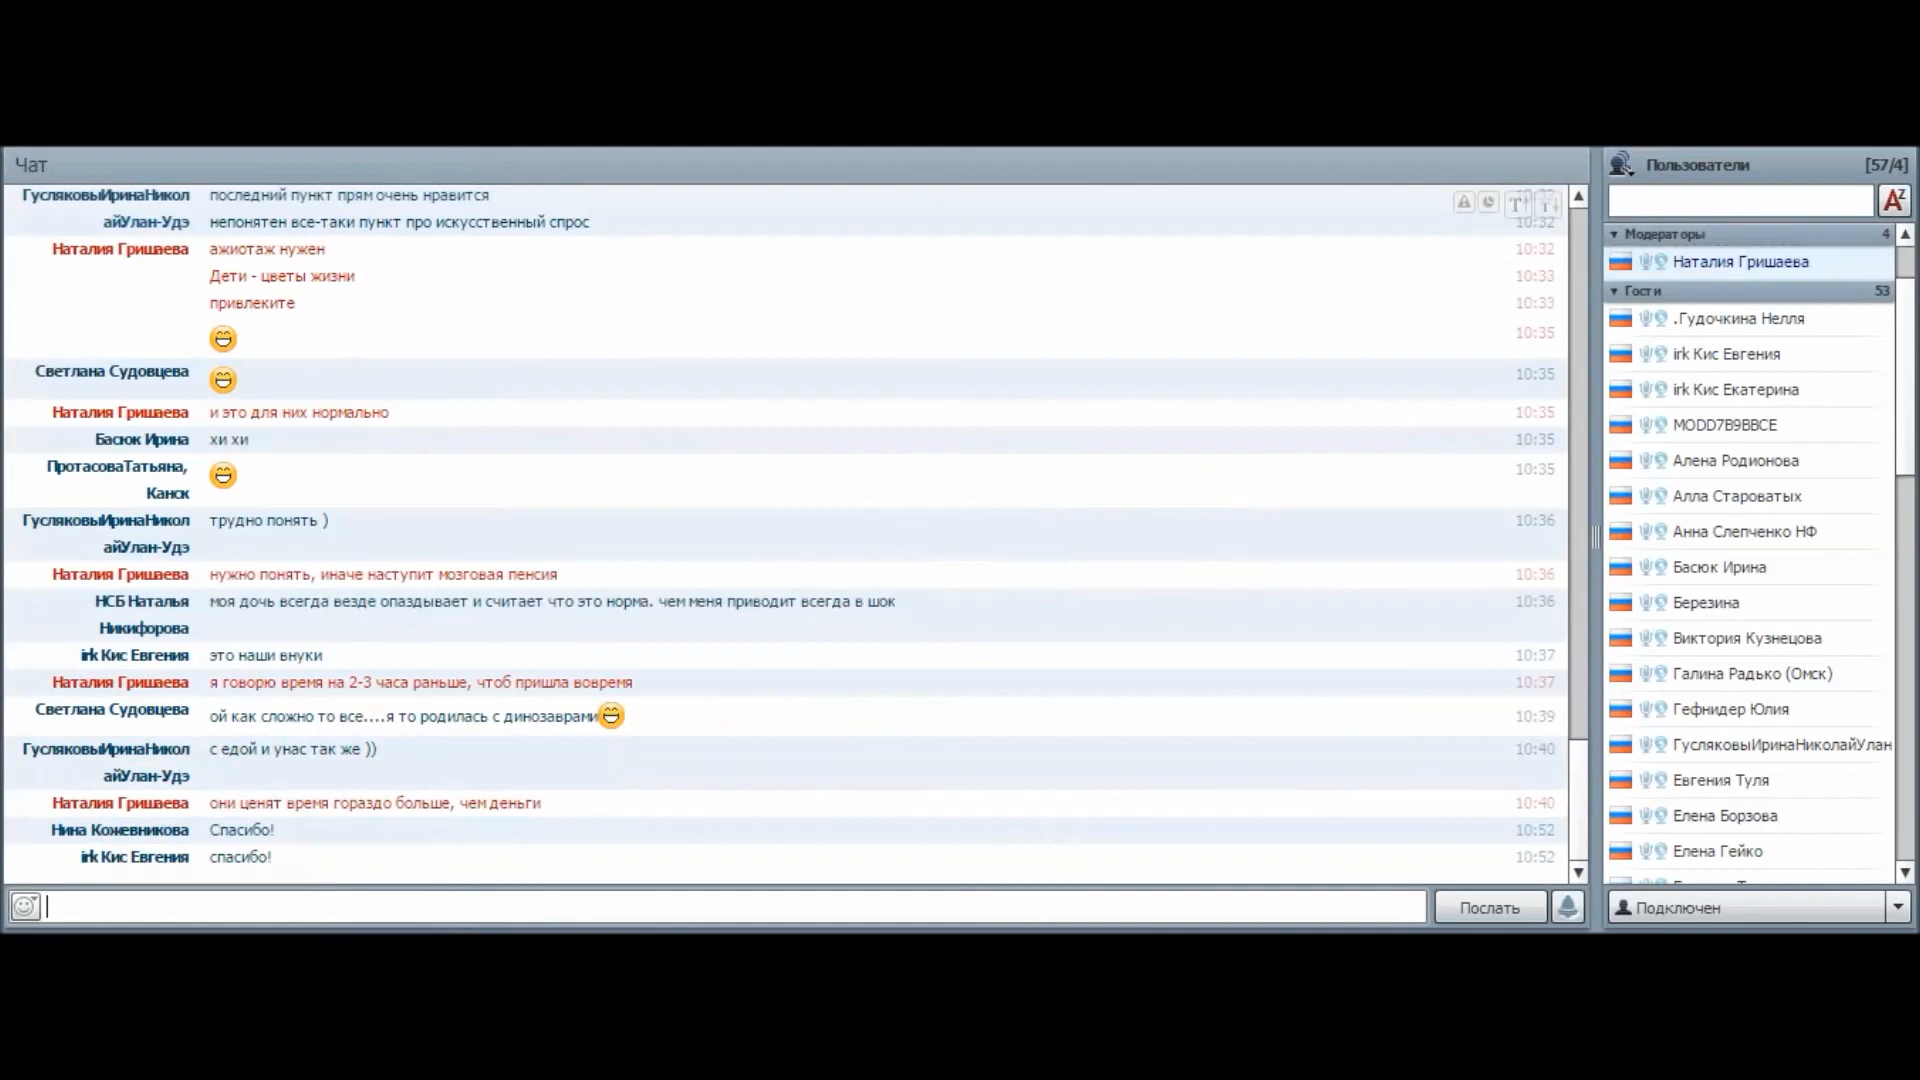 Чат
ГусляковыИринаНикол последний пункт прям очень нравится
айУлан-Удэ непонятен все-таки пункт про искусственный спрос 10:32
Наталия Гришаева ажиотаж нужен 10:32
Дети - цветы жизни 10:33
привлеките 10:33
10:35
Светлана Судовцева 10:35
Наталия Гришаева и это для них нормально 10:35
Басюк Ирина хи хи 10:35
ПротасоваТатьяна, 10:35
Канск
ГусляковыИринаНикол трудно понять ) 10:36
айУлан-Удэ
Наталия Гришаева нужно понять, иначе наступит мозговая пенсия 10:36
НСБ Наталья моя дочь всегда везде опаздывает и считает что это норма. чем меня приводит всегда в шок 10:36
Никифорова
irk Кис Евгения это наши внуки 10:37
Наталия Гришаева я говорю время на 2-3 часа раньше, чтоб пришла вовремя 10:37
Светлана Судовцева ой как сложно то все....я то родилась с динозаврами 10:39
ГусляковыИринаНикол с едой и унас так же )) 10:40
айУлан-Удэ
Наталия Гришаева они ценят время гораздо больше, чем деньги 10:40
Нина Кожевникова Спасибо! 10:52
irk Кис Евгения спасибо! 10:52
Послать
Пользователи [57/4]
Модераторы 4
Наталия Гришаева
Гости 53
.Гудочкина Нелля
irk Кис Евгения
irk Кис Екатерина
MODD7B9BBCE
Алена Родионова
Алла Староватых
Анна Слепченко НФ
Басюк Ирина
Березина
Виктория Кузнецова
Галина Радько (Омск)
Гефнидер Юлия
ГусляковыИринаНиколайУлан
Евгения Туля
Елена Борзова
Елена Гейко
Подключен